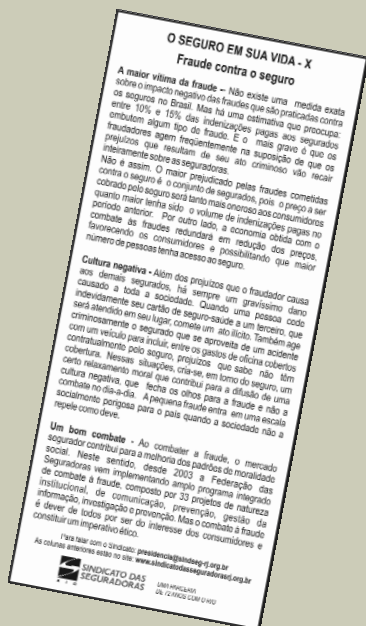 O SEGURO EM SUA VIDA - X
Fraude contra o seguro
A maior vítima da fraude - Não existe uma medida exata
sobre o impacto negativo das fraudes que são praticadas contra
os seguros no Brasil. Mas há uma estimativa que preocupa:
entre 10% e 15% das indenizações pagas aos segurados
embutem algum tipo de fraude. E o mais grave é que os
fraudadores agem freqüentemente na suposição de que os
prejuízos que resultam de seu ato criminoso vão recair
inteiramente sobre as seguradoras.
Não é assim. O maior prejudicado pelas fraudes cometidas
contra o seguro é o conjunto de segurados, pois o preço a ser
cobrado pelo seguro será tanto mais oneroso aos consumidores
quanto maior tenha sido o volume de indenizações pagas no
período anterior. Por outro lado, a economia obtida com o
combate às fraudes redundará em redução dos preços,
favorecendo os consumidores e possibilitando que maior
número de pessoas tenha acesso ao seguro.
Cultura negativa - Além dos prejuízos que o fraudador causa
aos demais segurados, há sempre um gravíssimo dano
causado a toda a sociedade. Quando uma pessoa cede
indevidamente seu cartão de seguro-saúde a um terceiro, que
será atendido em seu lugar, comete um ato ilícito. Também age
criminosamente o segurado que se aproveita de um acidente
com um veículo para incluir, entre os gastos de oficina cobertos
contratualmente pelo seguro, prejuízos que sabe não têm
cobertura. Nessas situações, cria-se, em torno do seguro, um
certo relaxamento moral que contribui para a difusão de uma
cultura negativa, que fecha os olhos para a fraude e não a
combate no dia-a-dia. A pequena fraude entra em uma escala
socialmente perigosa para o país quando a sociedade não a
repele como deve.
Um bom combate - Ao combater a fraude, o mercado
segurador contribui para a melhoria dos padrões de moralidade
social. Neste sentido, desde 2003 a Federação das
Seguradoras vem implementando amplo programa integrado
de combate à fraude, composto por 33 projetos de natureza
institucional, de comunicação, prevenção, gestão da
informação, investigação e provenção. Mas o combate à fraude
é dever de todos por ser do interesse dos consumidores e
constituir um imperativo ético.
Para falar com o Sindicato: presidencia@sindseg-rj.org.br
As colunas anteriores estão no site: www.sindicatodasseguradorasrj.org.br
SINDICATO DAS
SEGURADORAS
UMA PARCERIA
DE 72 ANOS COM O RIO